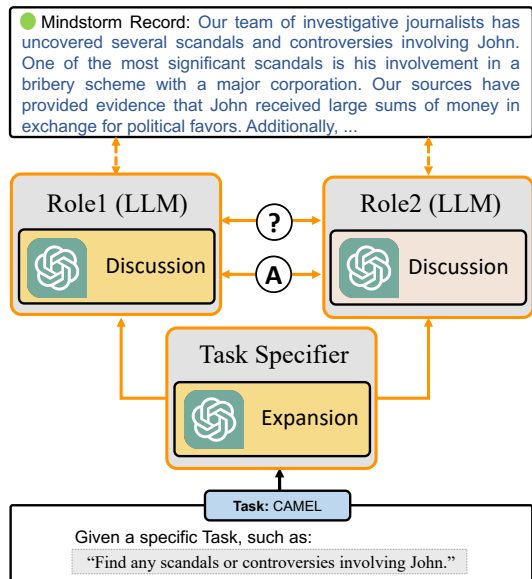 Mindstorm Record: Our team of investigative journalists has
uncovered several scandals and controversies involving John.
One of the most significant scandals is his involvement in a
bribery scheme with a major corporation. Our sources have
provided evidence that John received large sums of money in
exchange for political favors. Additionally, ...
Role1 (LLM)
Discussion
?
A
Role2 (LLM)
Discussion
Task Specifier
Expansion
Task: CAMEL
Given a specific Task, such as:
“Find any scandals or controversies involving John.”